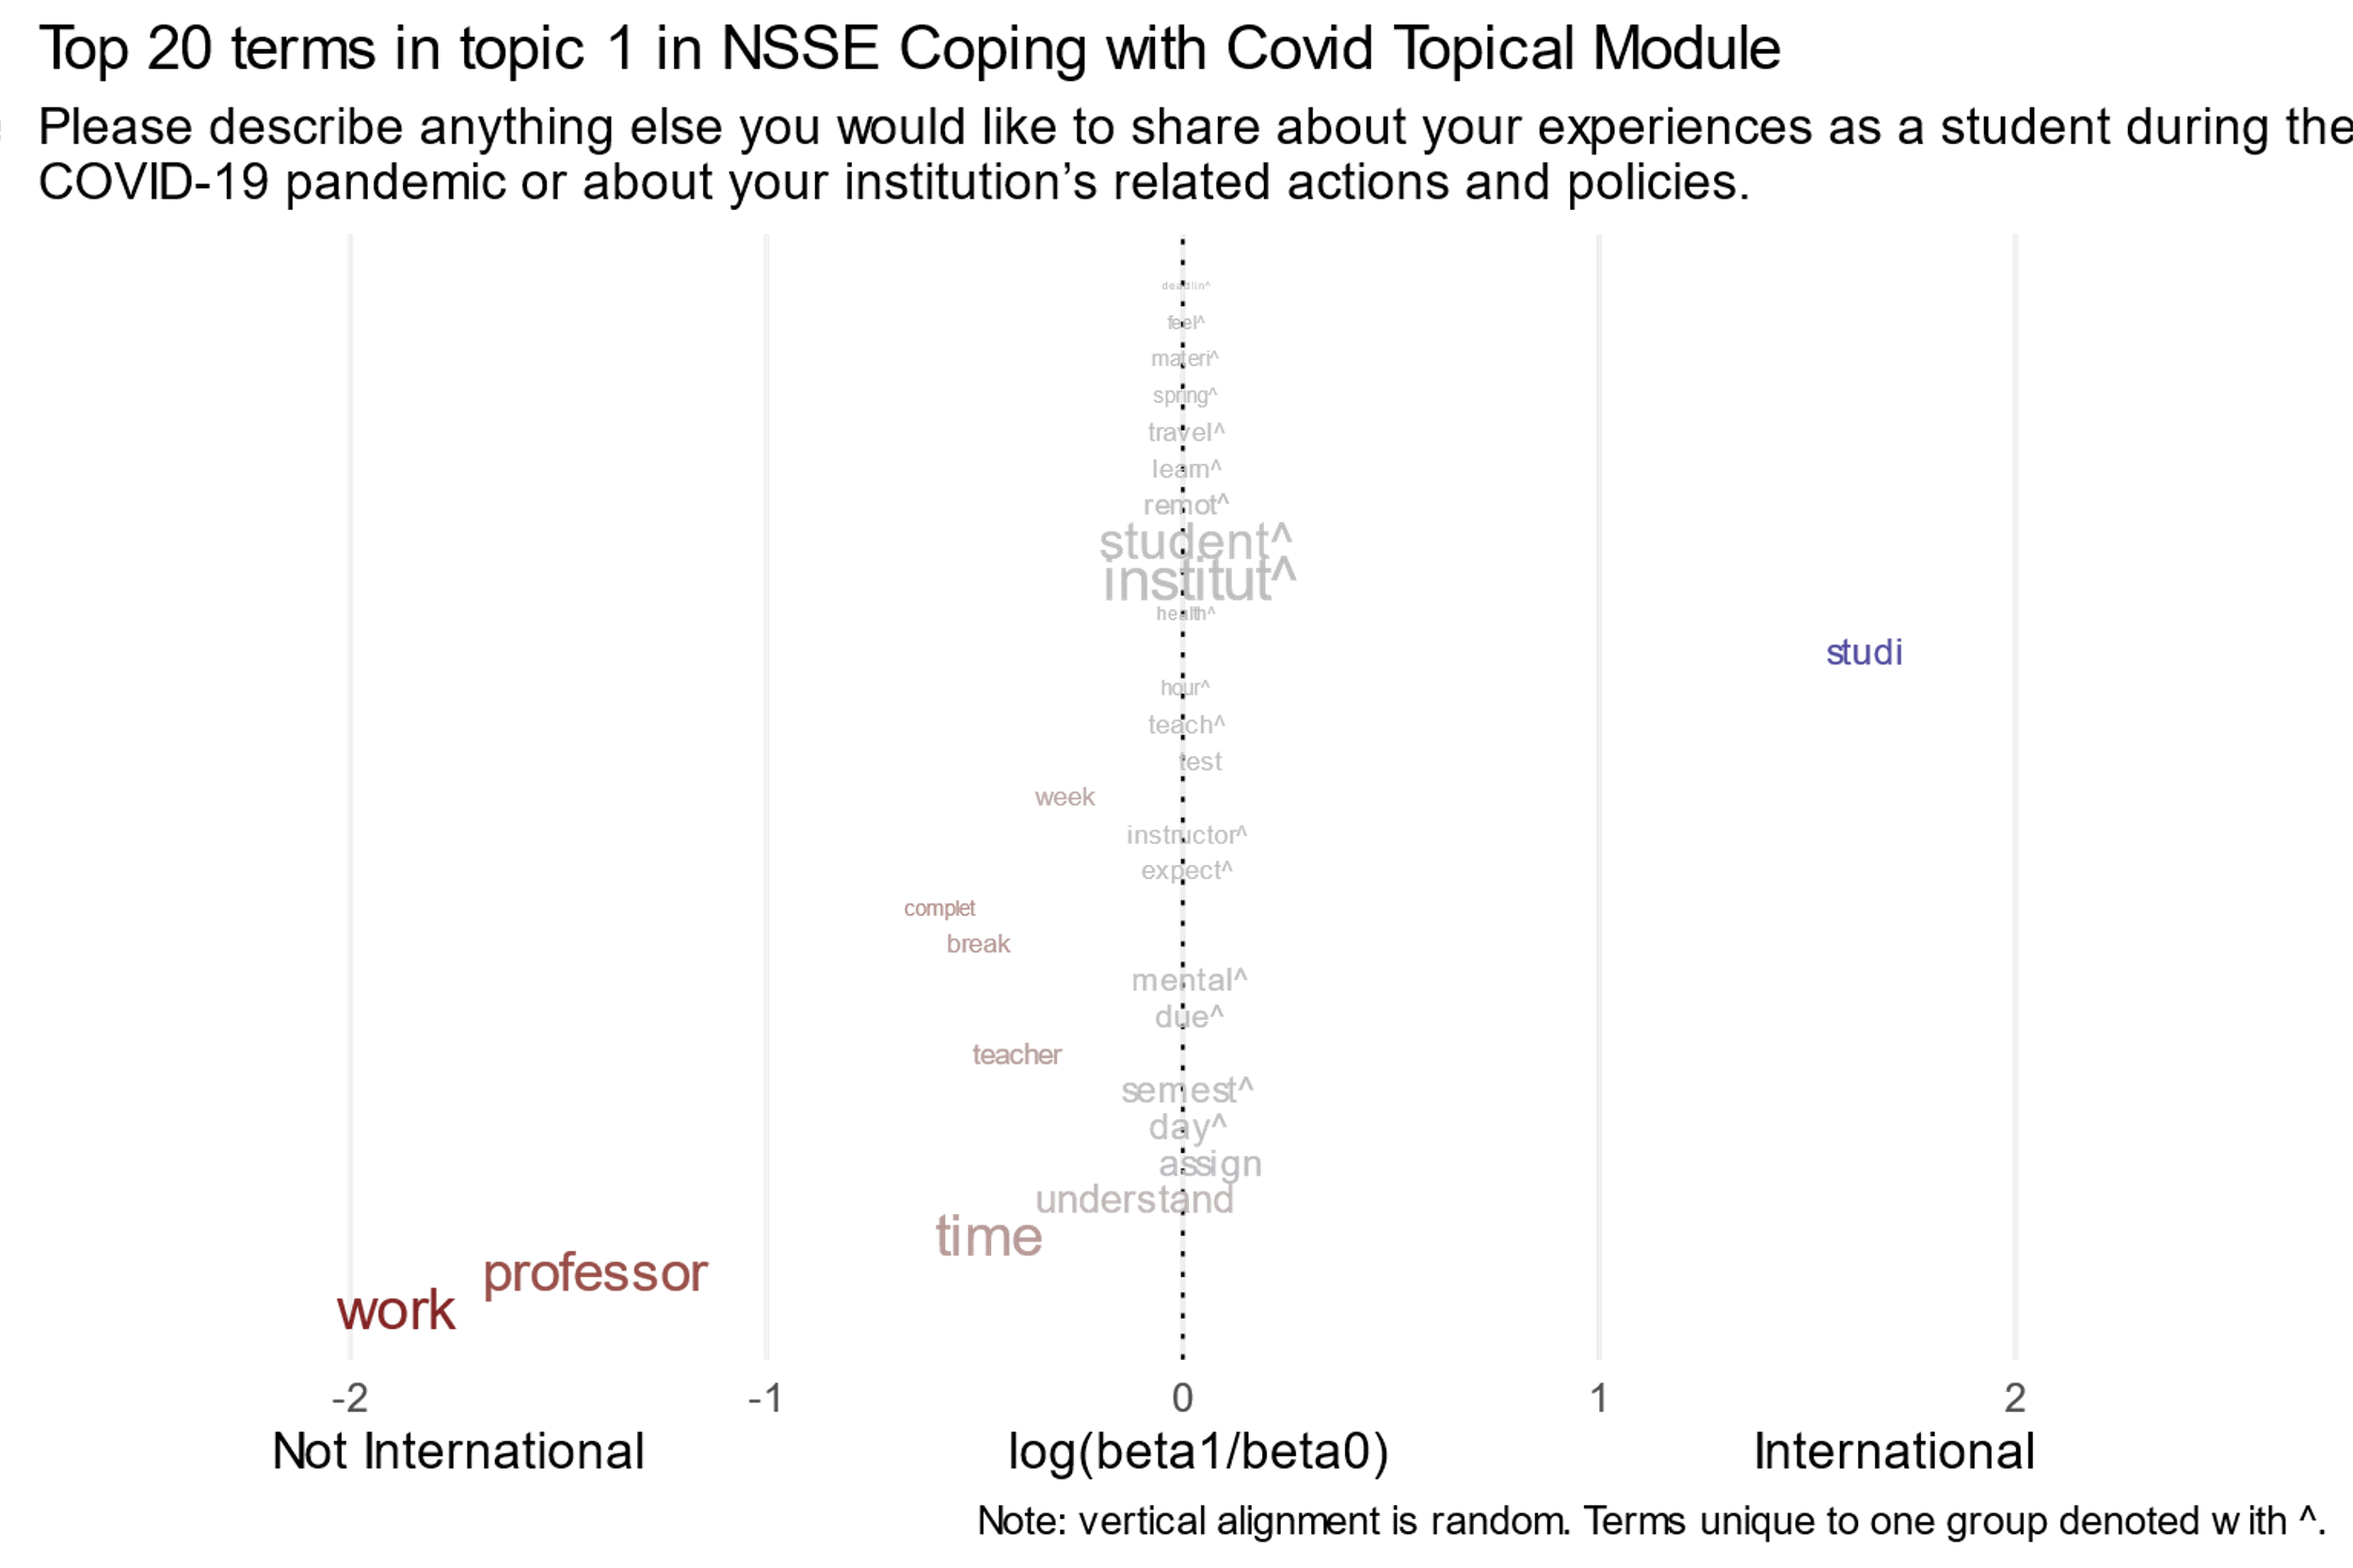 Top 20 terms in topic 1 in NSSE Coping with Covid Topical Module
Please describe anything else you would like to share about your experiences as a student during the
COVID-19 pandemic or about your institution’s related actions and policies.
deadlin^
feel^
materi^
spring^
travel^
learn^
remot^
student^
institut^
health^
studi
hour^
teach^
test
week
instructor^
expect^
complet
break
mental^
due^
teacher
semest^
day^
assign
understand
time
professor
work
-2 -1 0 1 2
Not International log(beta1/beta0) International
Note: vertical alignment is random. Terms unique to one group denoted with ^.